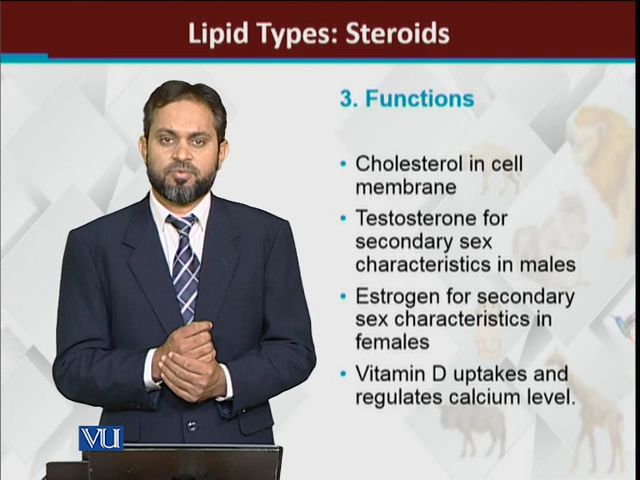 Lipid Types: Steroids
3. Functions
• Cholesterol in cell
membrane
• Testosterone for
secondary sex
characteristics in males
• Estrogen for secondary
sex characteristics in
females
• Vitamin D uptakes and
regulates calcium level.
VU